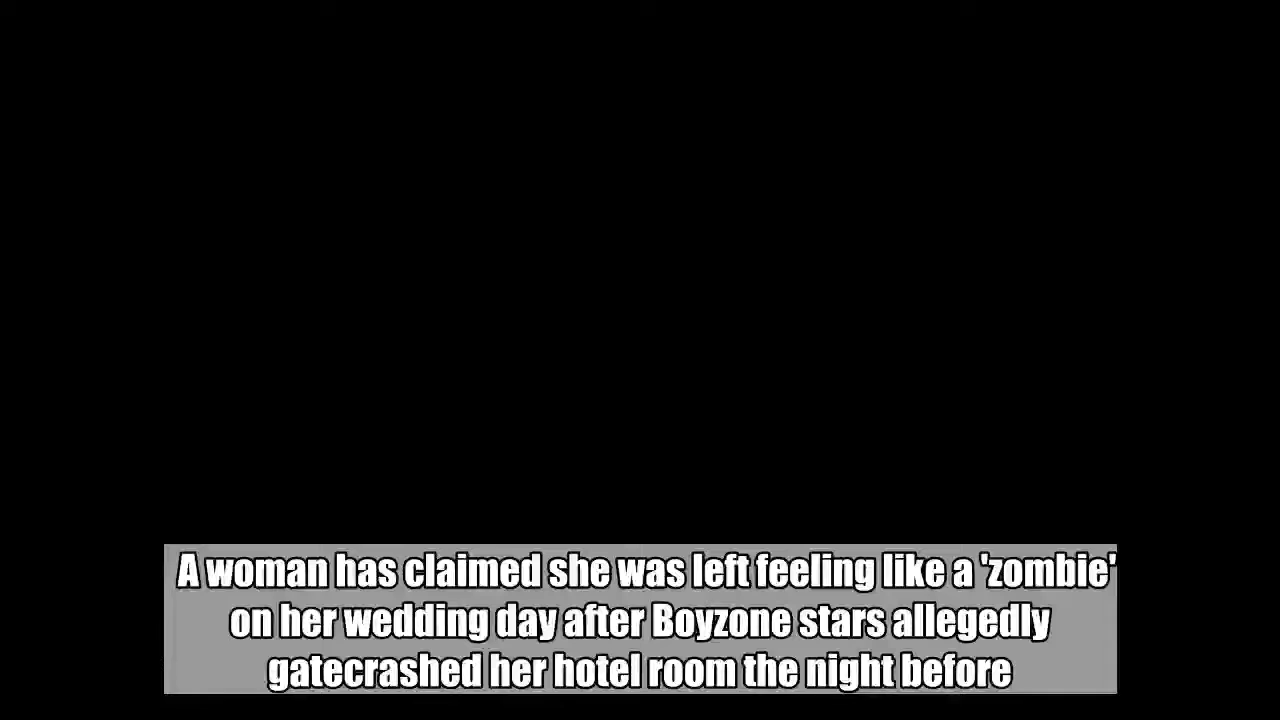 A woman has claimed she was left feeling like a 'zombie'
on her wedding day after Boyzone stars allegedly
gatecrashed her hotel room the night before